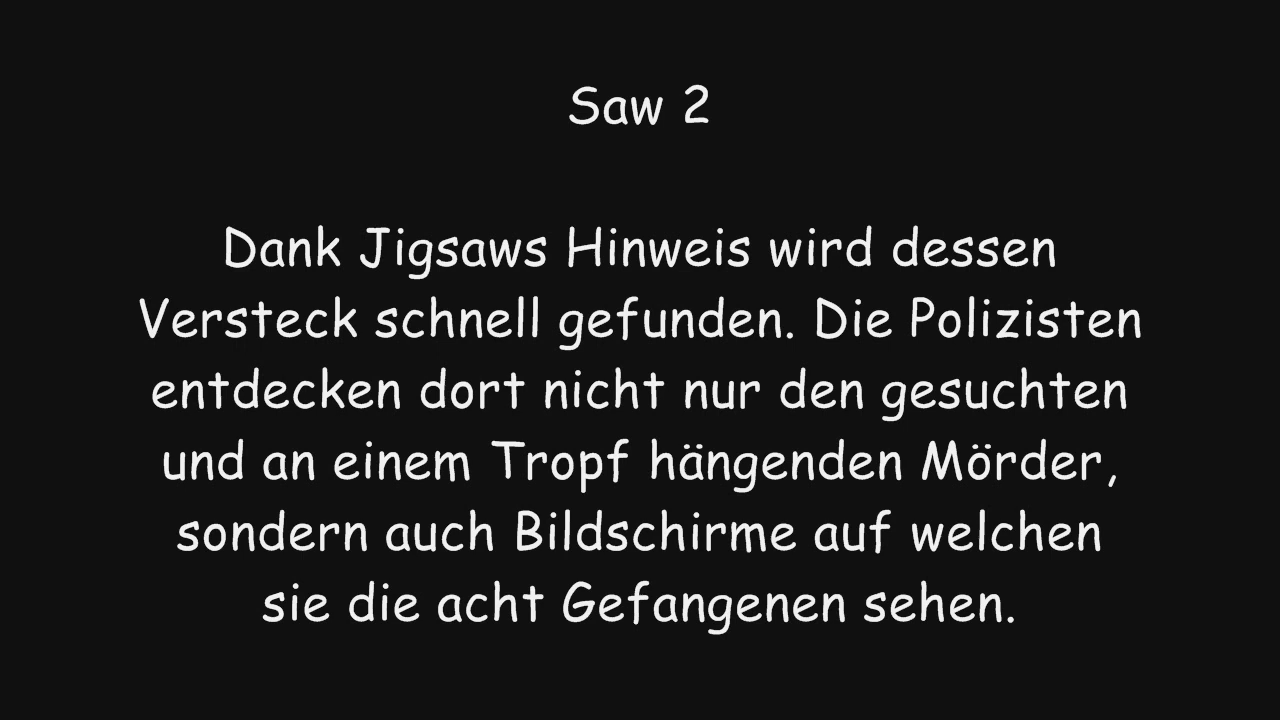 Saw 2
Dank Jigsaws Hinweis wird dessen
Versteck schnell gefunden. Die Polizisten
entdecken dort nicht nur den gesuchten
und an einem Tropf hängenden Mörder,
sondern auch Bildschirme auf welchen
sie die acht Gefangenen sehen.